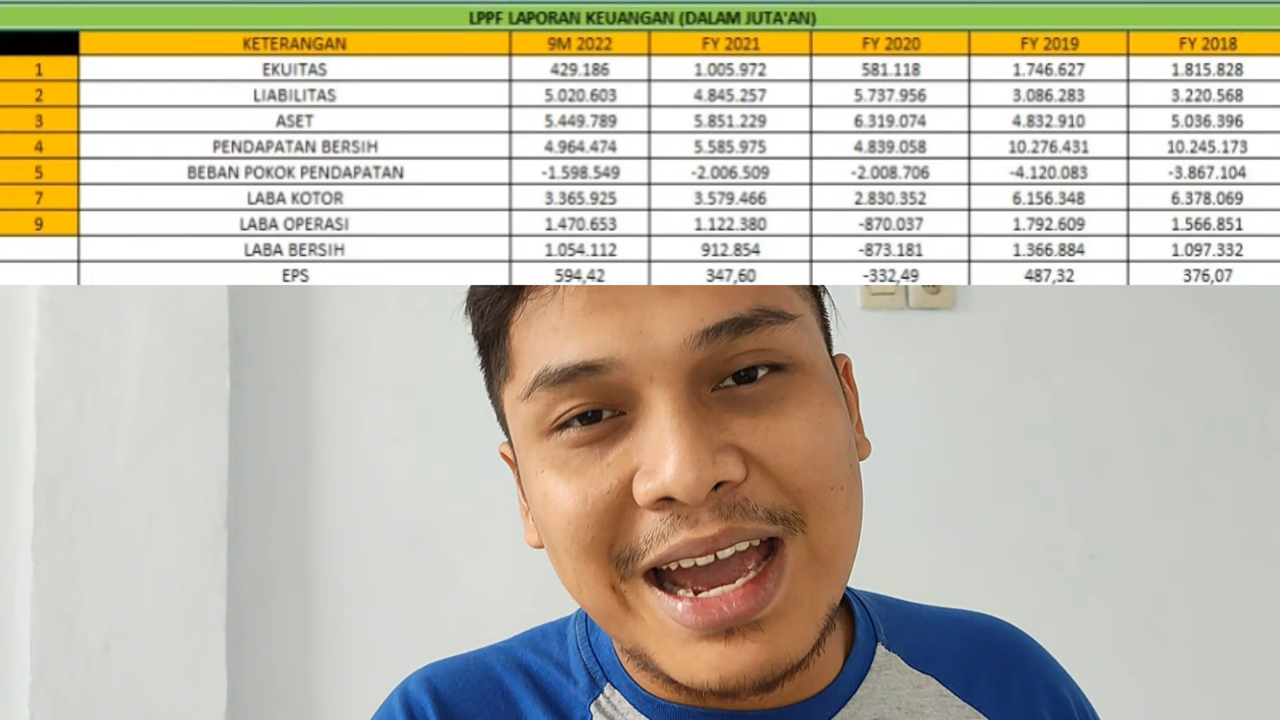 LPPF LAPORAN KEUANGAN (DALAM JUTA'AN)
KETERANGAN 9M 2022 FY 2021 FY 2020 FY 2019 FY 2018
1 EKUITAS 429.186 1.005.972 581.118 1.746.627 1.815.828
2 LIABILITAS 5.020.603 4.845.257 5.737.956 3.086.283 3.220.568
3 ASET 5.449.789 5.851.229 6.319.074 4.832.910 5.036.396
4 PENDAPATAN BERSIH 4.964.474 5.585.975 4.839.058 10.276.431 10.245.173
5 BEBAN POKOK PENDAPATAN -1.598.549 -2.006.509 -2.008.706 -4.120.083 -3.867.104
7 LABA KOTOR 3.365.925 3.579.466 2.830.352 6.156.348 6.378.069
9 LABA OPERASI 1.470.653 1.122.380 -870.037 1.792.609 1.566.851
LABA BERSIH 1.054.112 912.854 -873.181 1.366.884 1.097.332
EPS 594,42 347,60 -332,49 487,32 376,07